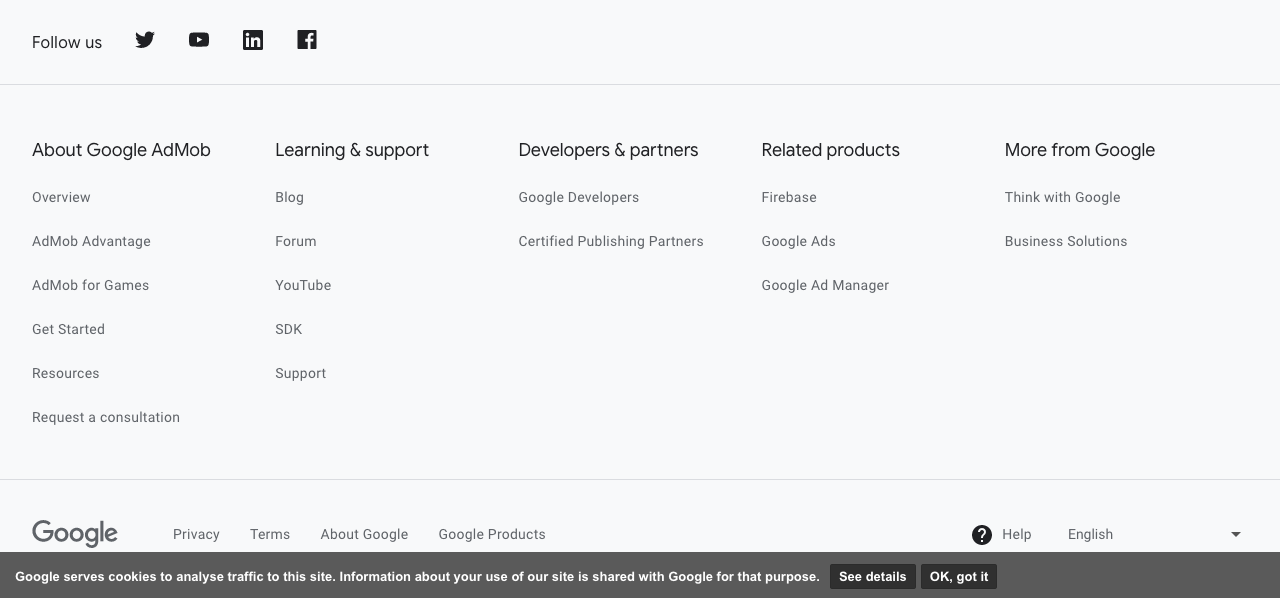 Follow us
About Google AdMob
Overview
AdMob Advantage
AdMob for Games
Get Started
Resources
Request a consultation
Learning & support
Blog
Forum
YouTube
SDK
Support
Developers & partners
Google Developers
Certified Publishing Partners
Related products
Firebase
Google Ads
Google Ad Manager
More from Google
Think with Google
Business Solutions
Google Privacy Terms About Google Google Products Help English
Google serves cookies to analyse traffic to this site. Information about your use of our site is shared with Google for that purpose. See details OK, got it